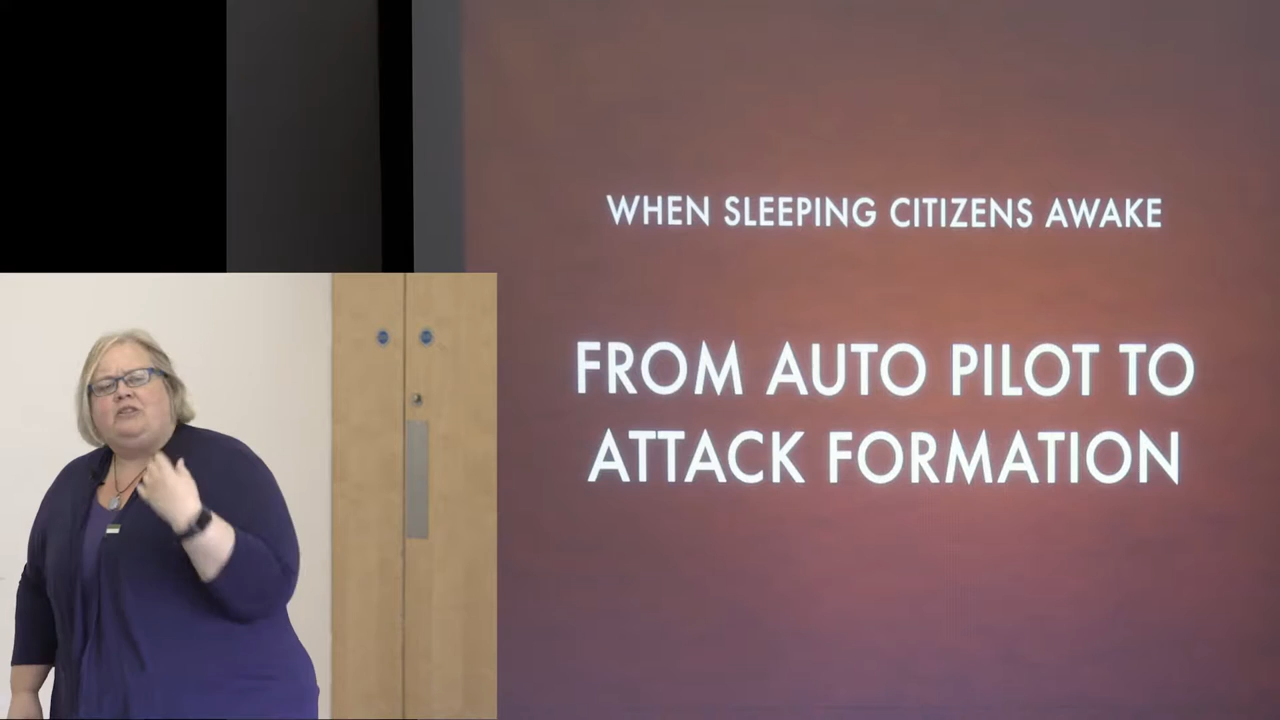 WHEN SLEEPING CITIZENS AWAKE
FROM AUTO PILOT TO
ATTACK FORMATION